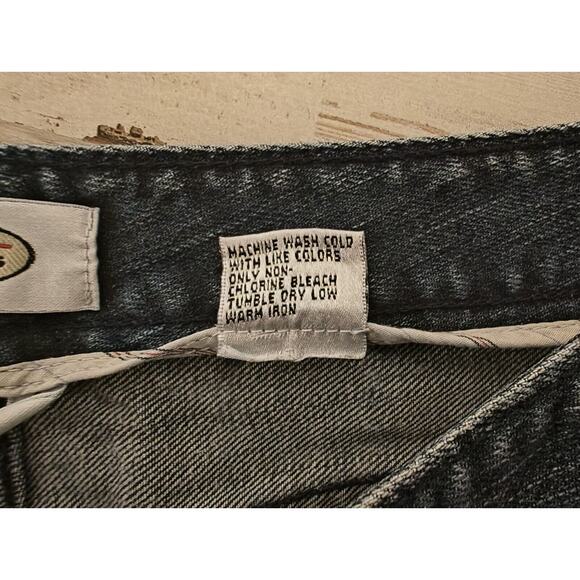 MACHINE WASH COLD
WITH LIKE COLORS
ONLY NON-
CHLORINE BLEACH
TUMBLE DRY LOW
WARM IRON